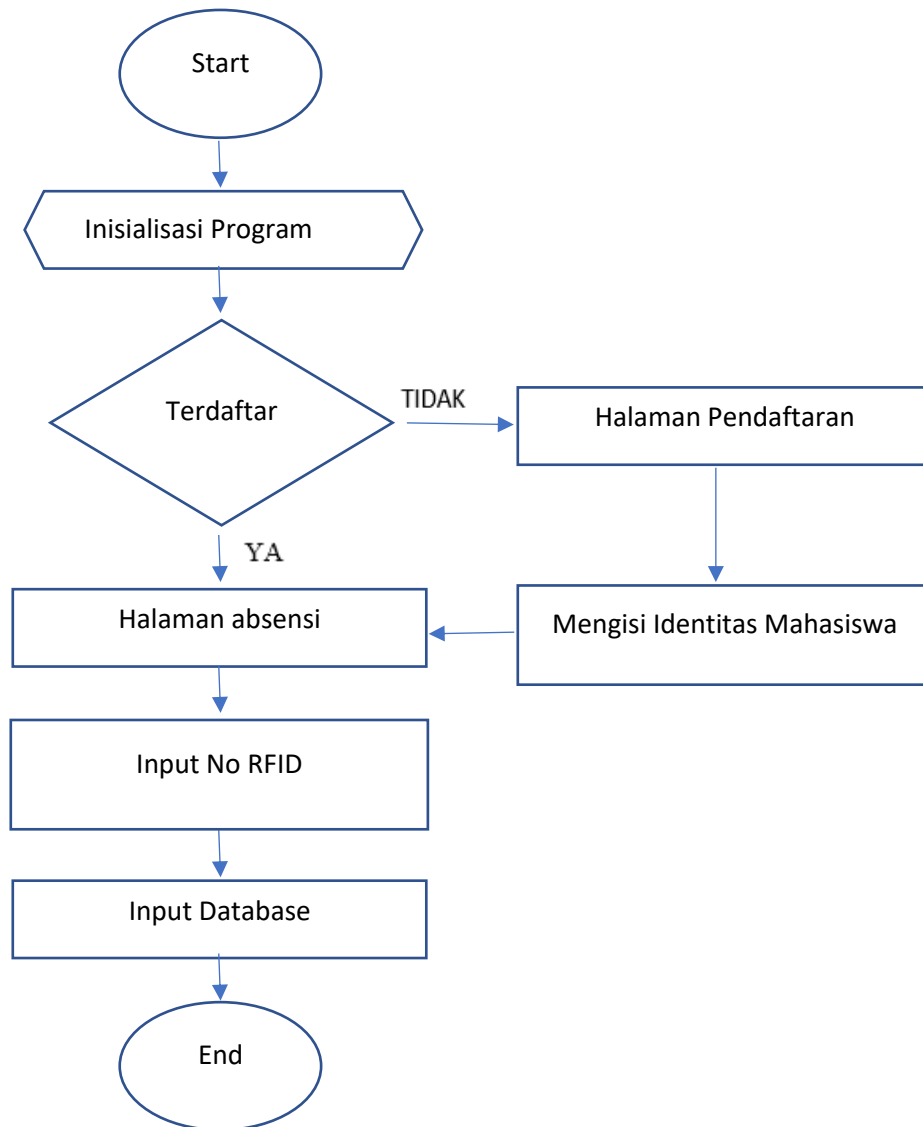 Start
Inisialisasi Program
Terdaftar
TIDAK
Halaman Pendaftaran
YA
Halaman absensi
Mengisi Identitas Mahasiswa
Input No RFID
Input Database
End